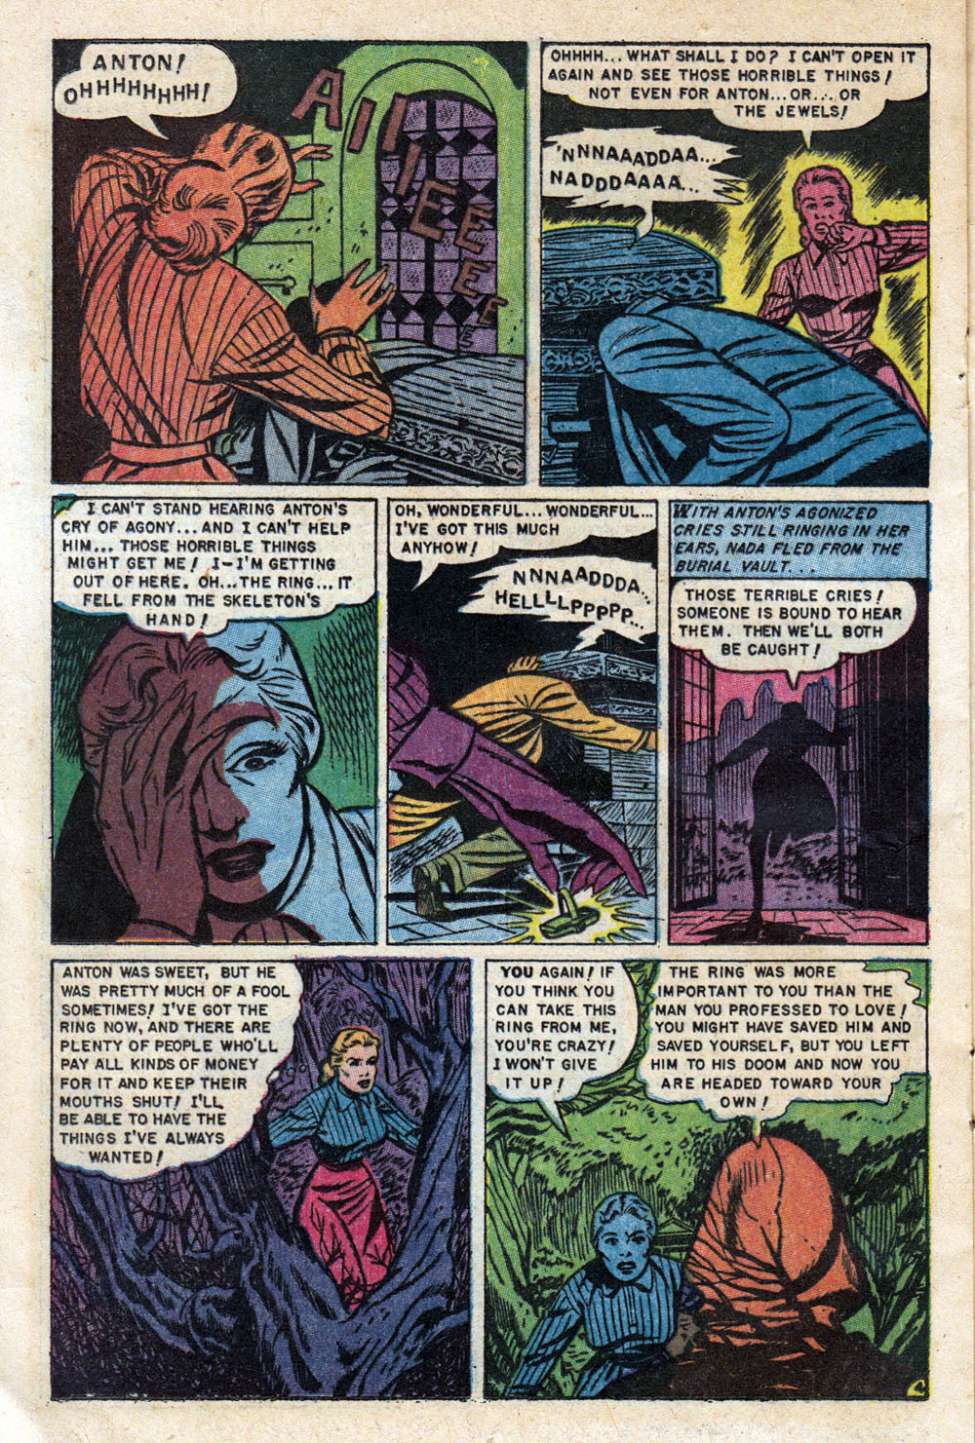 ANTON!
OHHHHHHHHH!
AIIIEEEEEE
OHHHH... WHAT SHALL I DO? I CAN'T OPEN IT
AGAIN AND SEE THOSE HORRIBLE THINGS!
NOT EVEN FOR ANTON...OR... OR
THE JEWELS!
'NNNAAADDAA...
NADDDAAAA...
I CAN'T STAND HEARING ANTON'S
CRY OF AGONY... AND I CAN'T HELP
HIM... THOSE HORRIBLE THINGS
MIGHT GET ME! I-I'M GETTING
OUT OF HERE. OH...THE RING... IT
FELL FROM THE SKELETON'S
HAND!
OH, WONDERFUL... WONDERFUL...
I'VE GOT THIS MUCH
ANYHOW!
NNNAADDDA...
HELLLLPPPPP...
WITH ANTON'S AGONIZED
CRIES STILL RINGING IN HER
EARS, NADA FLED FROM THE
BURIAL VAULT...
THOSE TERRIBLE CRIES!
SOMEONE IS BOUND TO HEAR
THEM. THEN WE'LL BOTH
BE CAUGHT!
ANTON WAS SWEET, BUT HE
WAS PRETTY MUCH OF A FOOL
SOMETIMES! I'VE GOT THE
RING NOW, AND THERE ARE
PLENTY OF PEOPLE WHO'LL
PAY ALL KINDS OF MONEY
FOR IT AND KEEP THEIR
MOUTHS SHUT! I'LL
BE ABLE TO HAVE THE
THINGS I'VE ALWAYS
WANTED!
YOU AGAIN! IF
YOU THINK YOU
CAN TAKE THIS
RING FROM ME,
YOU'RE CRAZY!
I WON'T GIVE
IT UP!
THE RING WAS MORE
IMPORTANT TO YOU THAN THE
MAN YOU PROFESSED TO LOVE!
YOU MIGHT HAVE SAVED HIM AND
SAVED YOURSELF, BUT YOU LEFT
HIM TO HIS DOOM AND NOW YOU
ARE HEADED TOWARD YOUR
OWN!